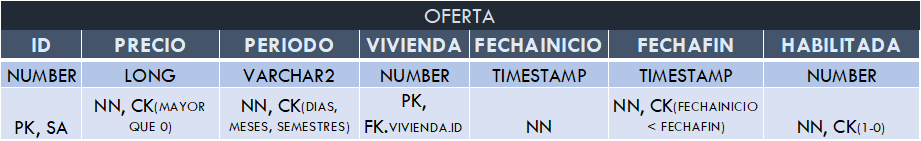 OFERTA
ID PRECIO PERIODO VIVIENDA FECHAINICIO FECHAFIN HABILITADA
NUMBER LONG VARCHAR2 NUMBER TIMESTAMP TIMESTAMP NUMBER
PK, SA
NN, CK(MAYOR
QUE 0)
NN, CK(DIAS,
MESES, SEMESTRES)
PK,
FK.VIVIENDA.ID
NN
NN, CK(FECHAINICIO
< FECHAFIN)
NN, CK(1-0)